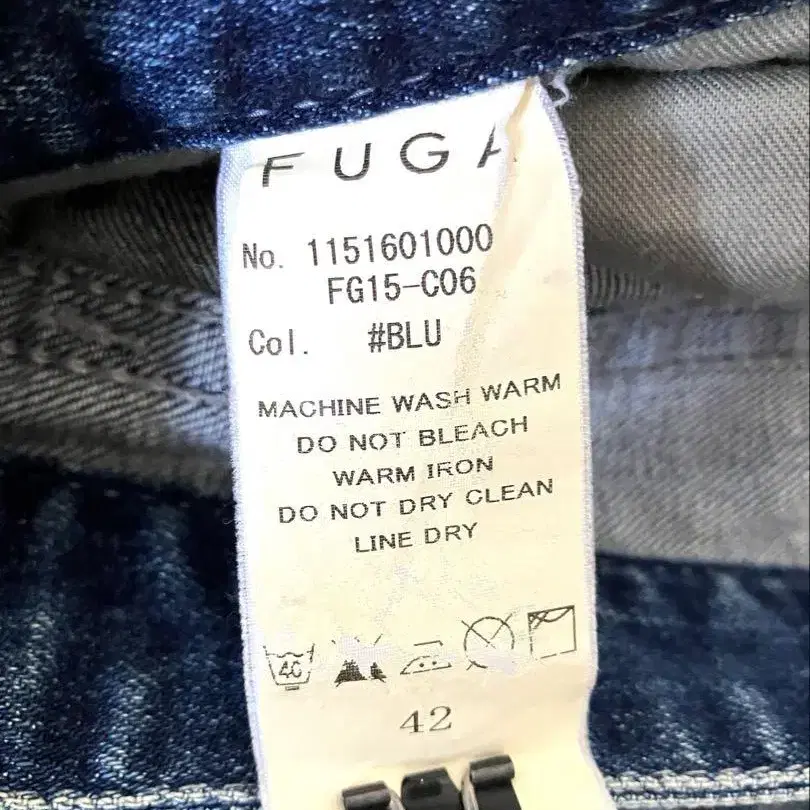 FUGA
No. 1151601000
FG15-C06
Col. #BLU
MACHINE WASH WARM
DO NOT BLEACH
WARM IRON
DO NOT DRY CLEAN
LINE DRY
40
42